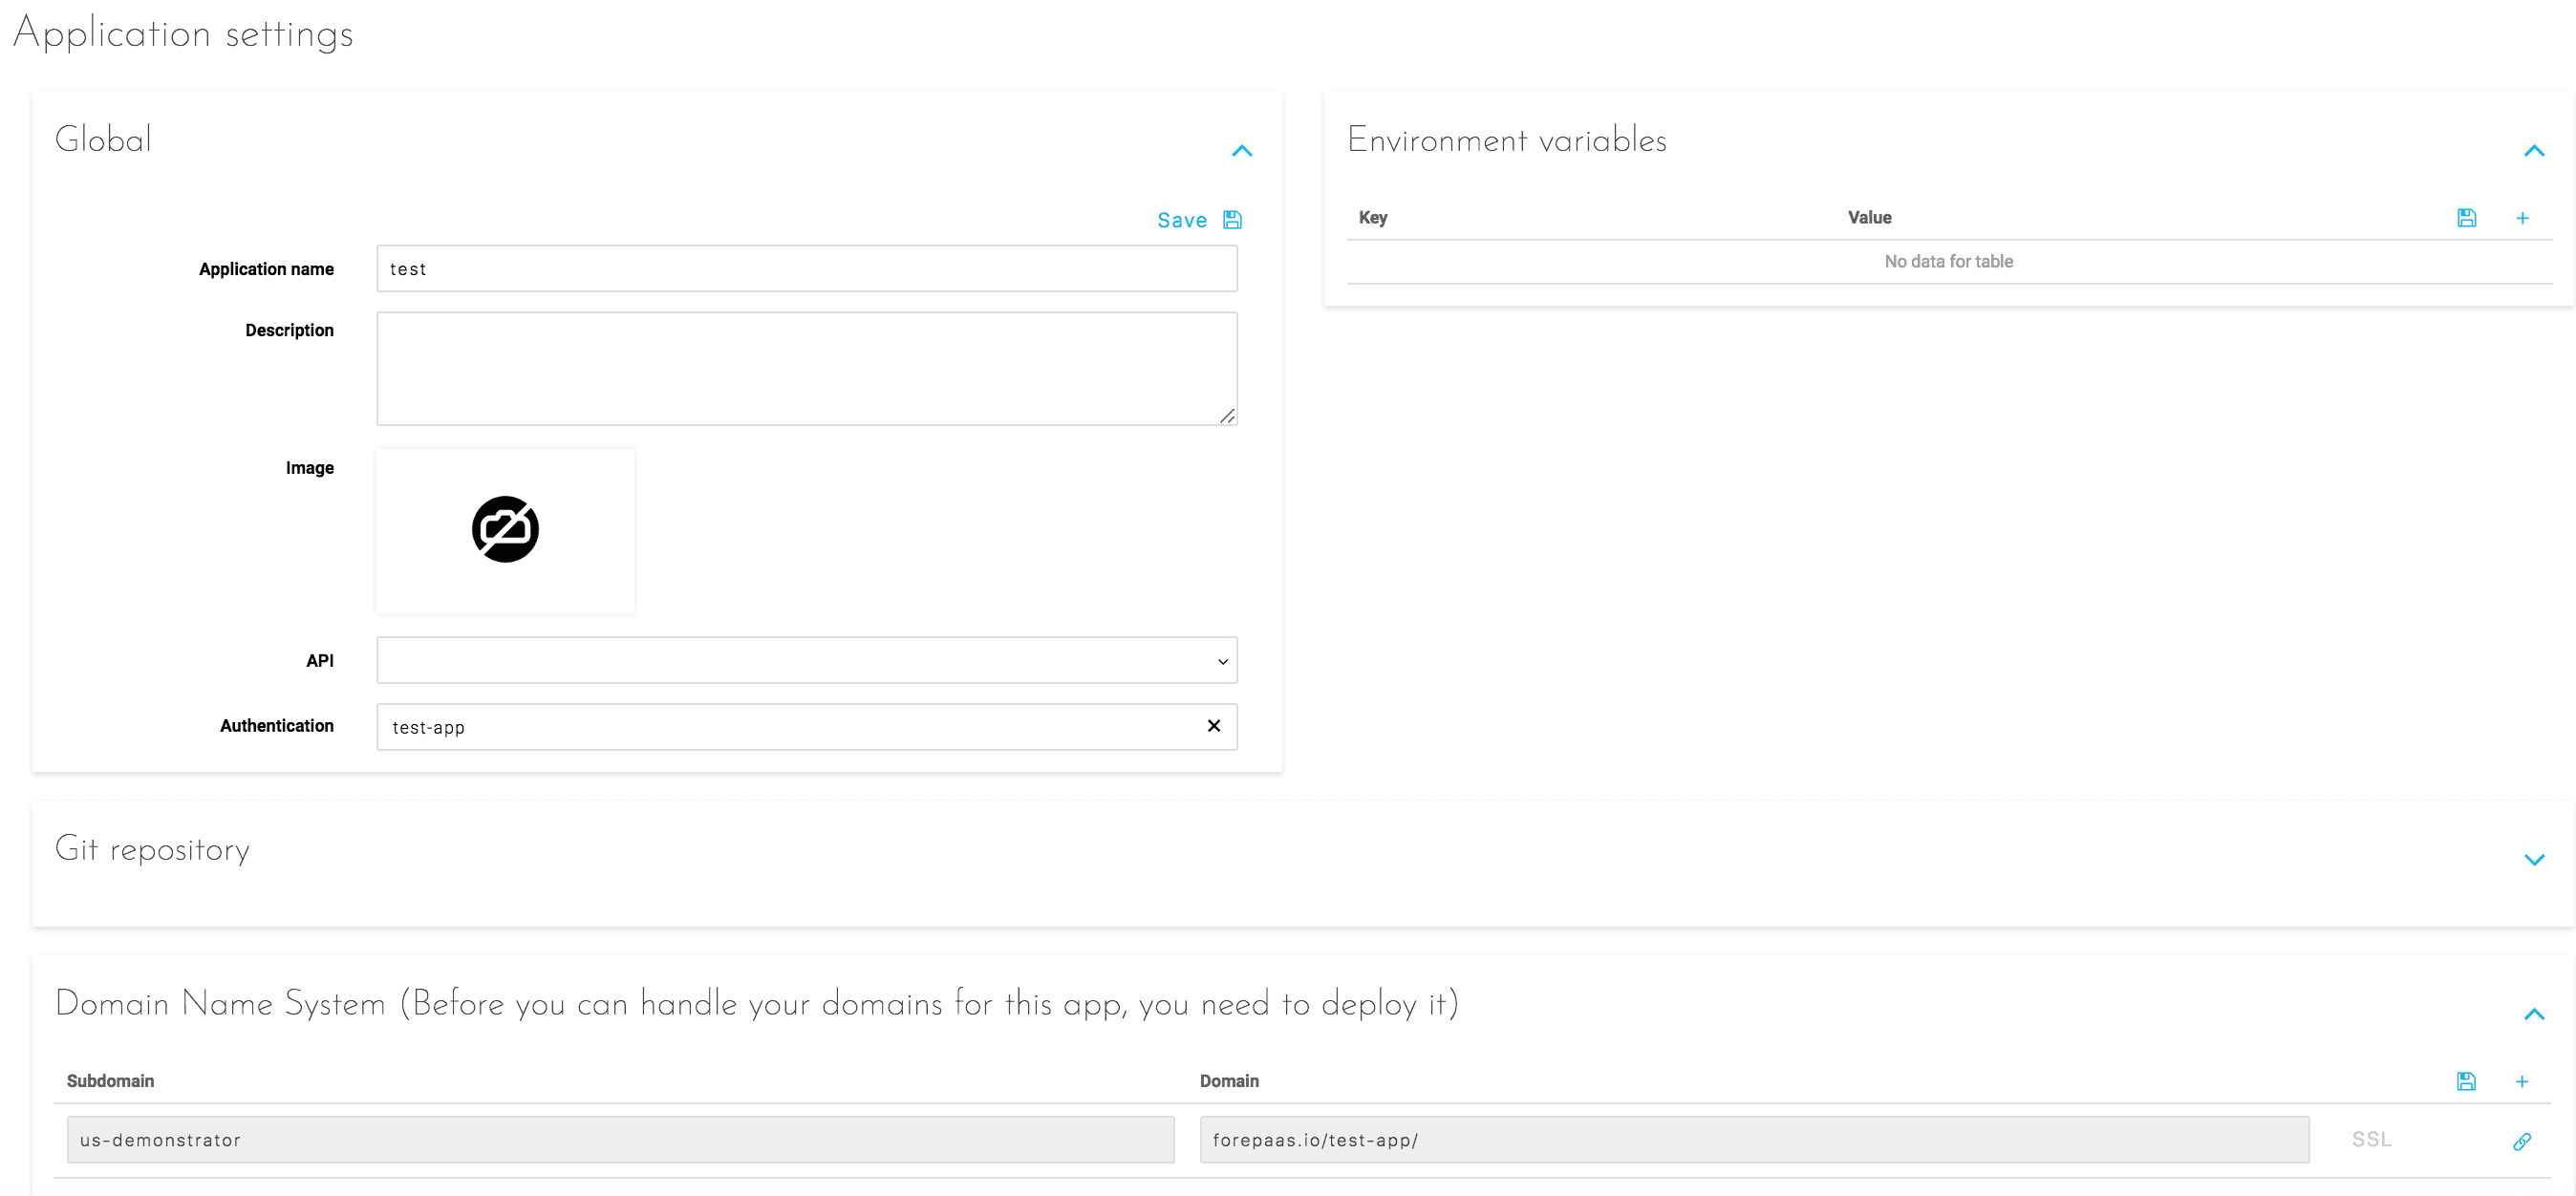 Application settings
Global
Save
Application name
test
Description
Image
API
Authentication
test-app
Environment variables
Key Value
No data for table
Git repository
Domain Name System (Before you can handle your domains for this app, you need to deploy it)
Subdomain Domain
us-demonstrator forepaas.io/test-app/ SSL